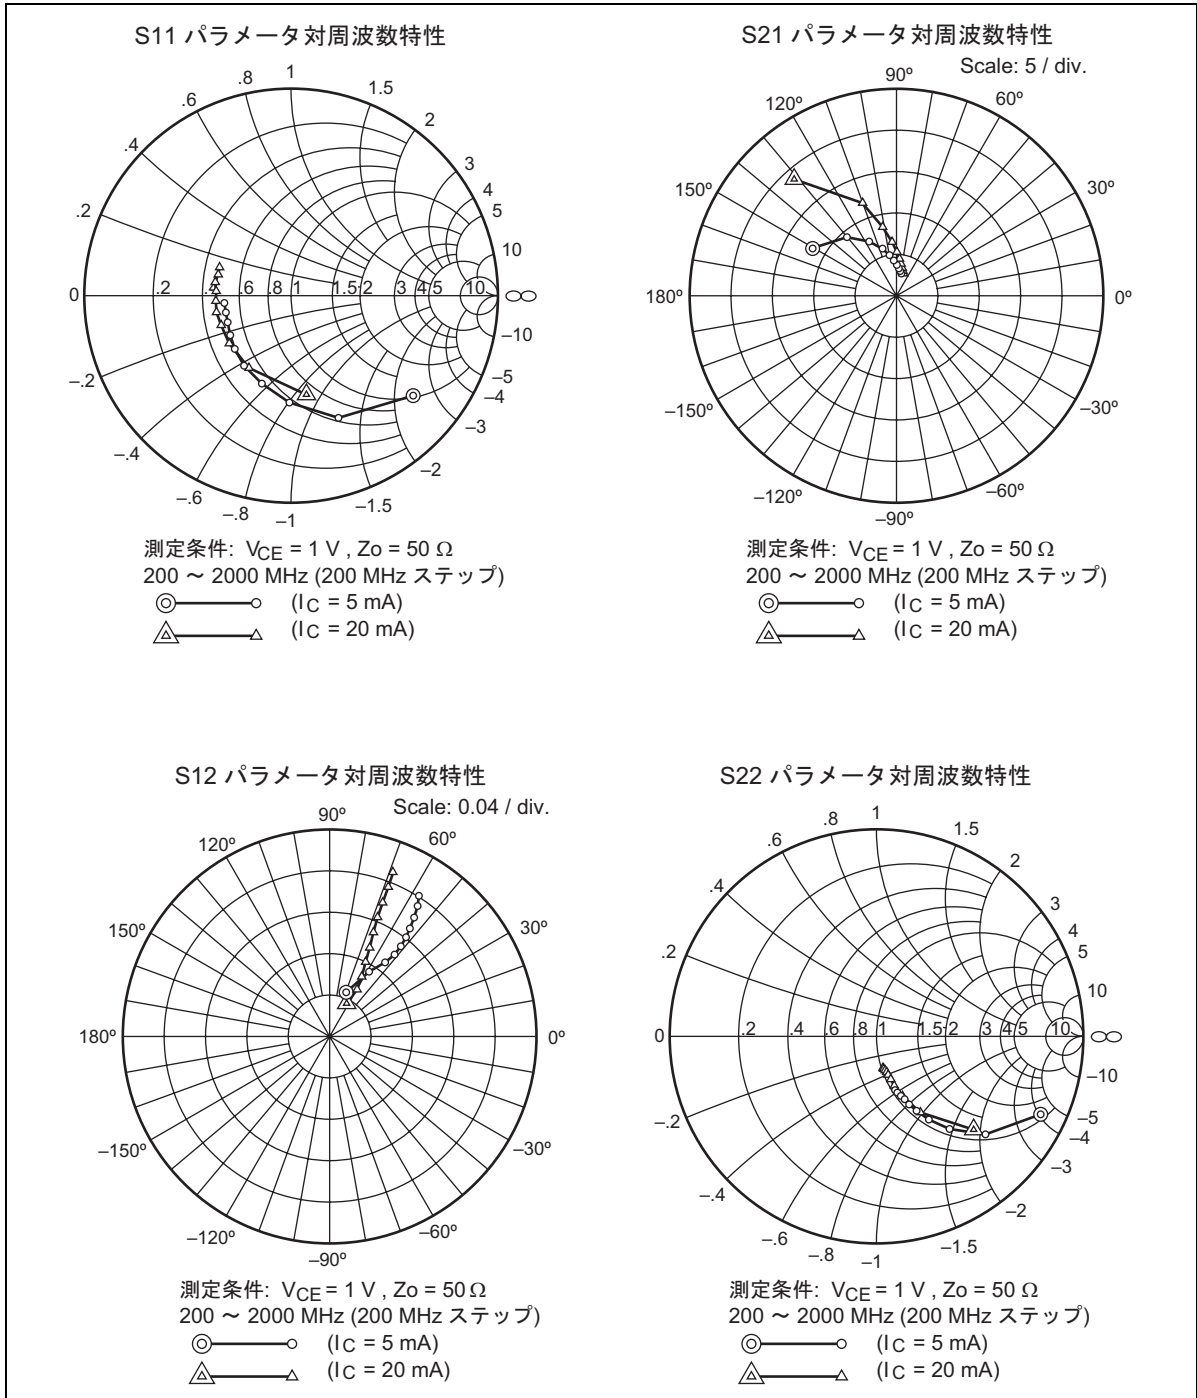 S11 パラメータ対周波数特性
.8
1
1.5
.6
2
.4
3
4
.2
5
10
0
.2
.4
.6
.8
1
1.5
2
3
4
5
10
∞
–10
–.2
–5
–4
–3
–.4
–2
–.6
–1.5
–.8
–1
測定条件: VCE = 1 V , Zo = 50 Ω
200 ～ 2000 MHz (200 MHz ステップ)
(IC = 5 mA)
(IC = 20 mA)
S21 パラメータ対周波数特性
Scale: 5 / div.
90º
120º
60º
150º
30º
180º
0º
–150º
–30º
–120º
–60º
–90º
測定条件: VCE = 1 V , Zo = 50 Ω
200 ～ 2000 MHz (200 MHz ステップ)
(IC = 5 mA)
(IC = 20 mA)
S12 パラメータ対周波数特性
Scale: 0.04 / div.
90º
120º
60º
150º
30º
180º
0º
–150º
–30º
–120º
–60º
–90º
測定条件: VCE = 1 V , Zo = 50 Ω
200 ～ 2000 MHz (200 MHz ステップ)
(IC = 5 mA)
(IC = 20 mA)
S22 パラメータ対周波数特性
.8
1
1.5
.6
2
.4
3
4
.2
5
10
0
.2
.4
.6
.8
1
1.5
2
3
4
5
10
∞
–10
–.2
–5
–4
–3
–.4
–2
–.6
–1.5
–.8
–1
測定条件: VCE = 1 V , Zo = 50 Ω
200 ～ 2000 MHz (200 MHz ステップ)
(IC = 5 mA)
(IC = 20 mA)